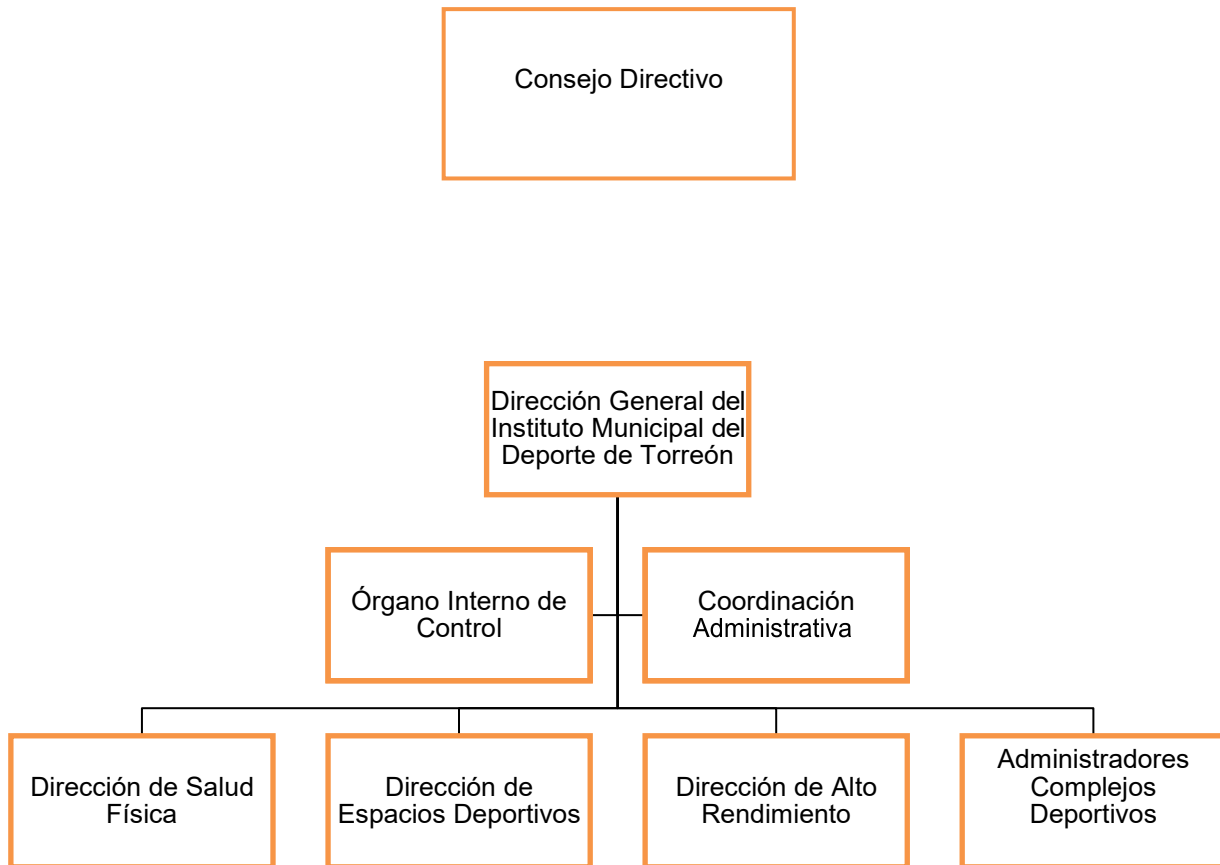 Consejo Directivo
Dirección General del
Instituto Municipal del
Deporte de Torreón
Órgano Interno de
Control
Coordinación
Administrativa
Dirección de Salud
Física
Dirección de
Espacios Deportivos
Dirección de Alto
Rendimiento
Administradores
Complejos
Deportivos